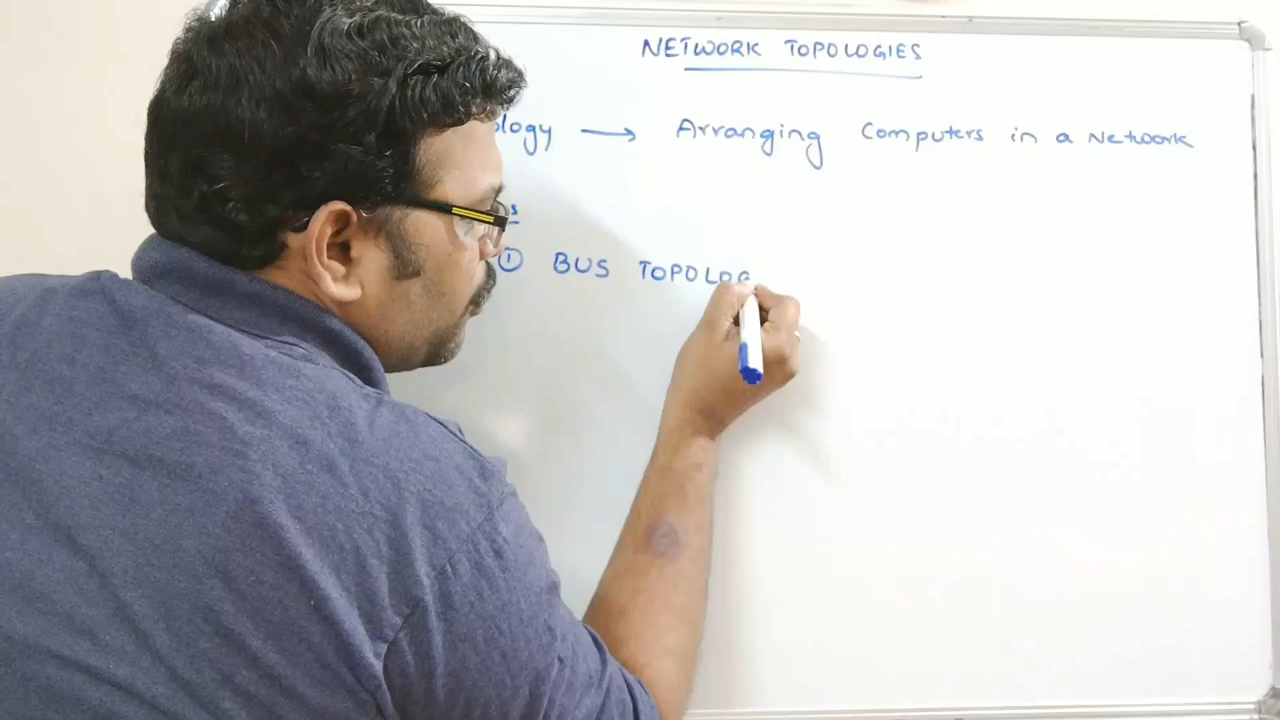 NETWORK TOPOLOGIES
ology → Arranging Computers in a Network
s
① BUS TOPOLOG